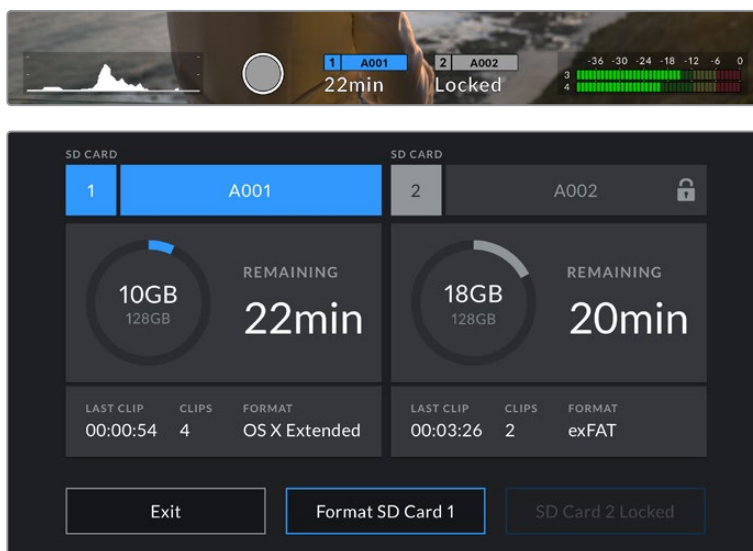 1 A001 2 A002
22min Locked
-36 -30 -24 -18 -12 -6 0
3
4
SD CARD SD CARD
1 A001 2 A002
10GB
128GB
REMAINING
22min
18GB
128GB
REMAINING
20min
LAST CLIP CLIPS FORMAT
00:00:54 4 OS X Extended
LAST CLIP CLIPS FORMAT
00:03:26 2 exFAT
Exit Format SD Card 1 SD Card 2 Locked